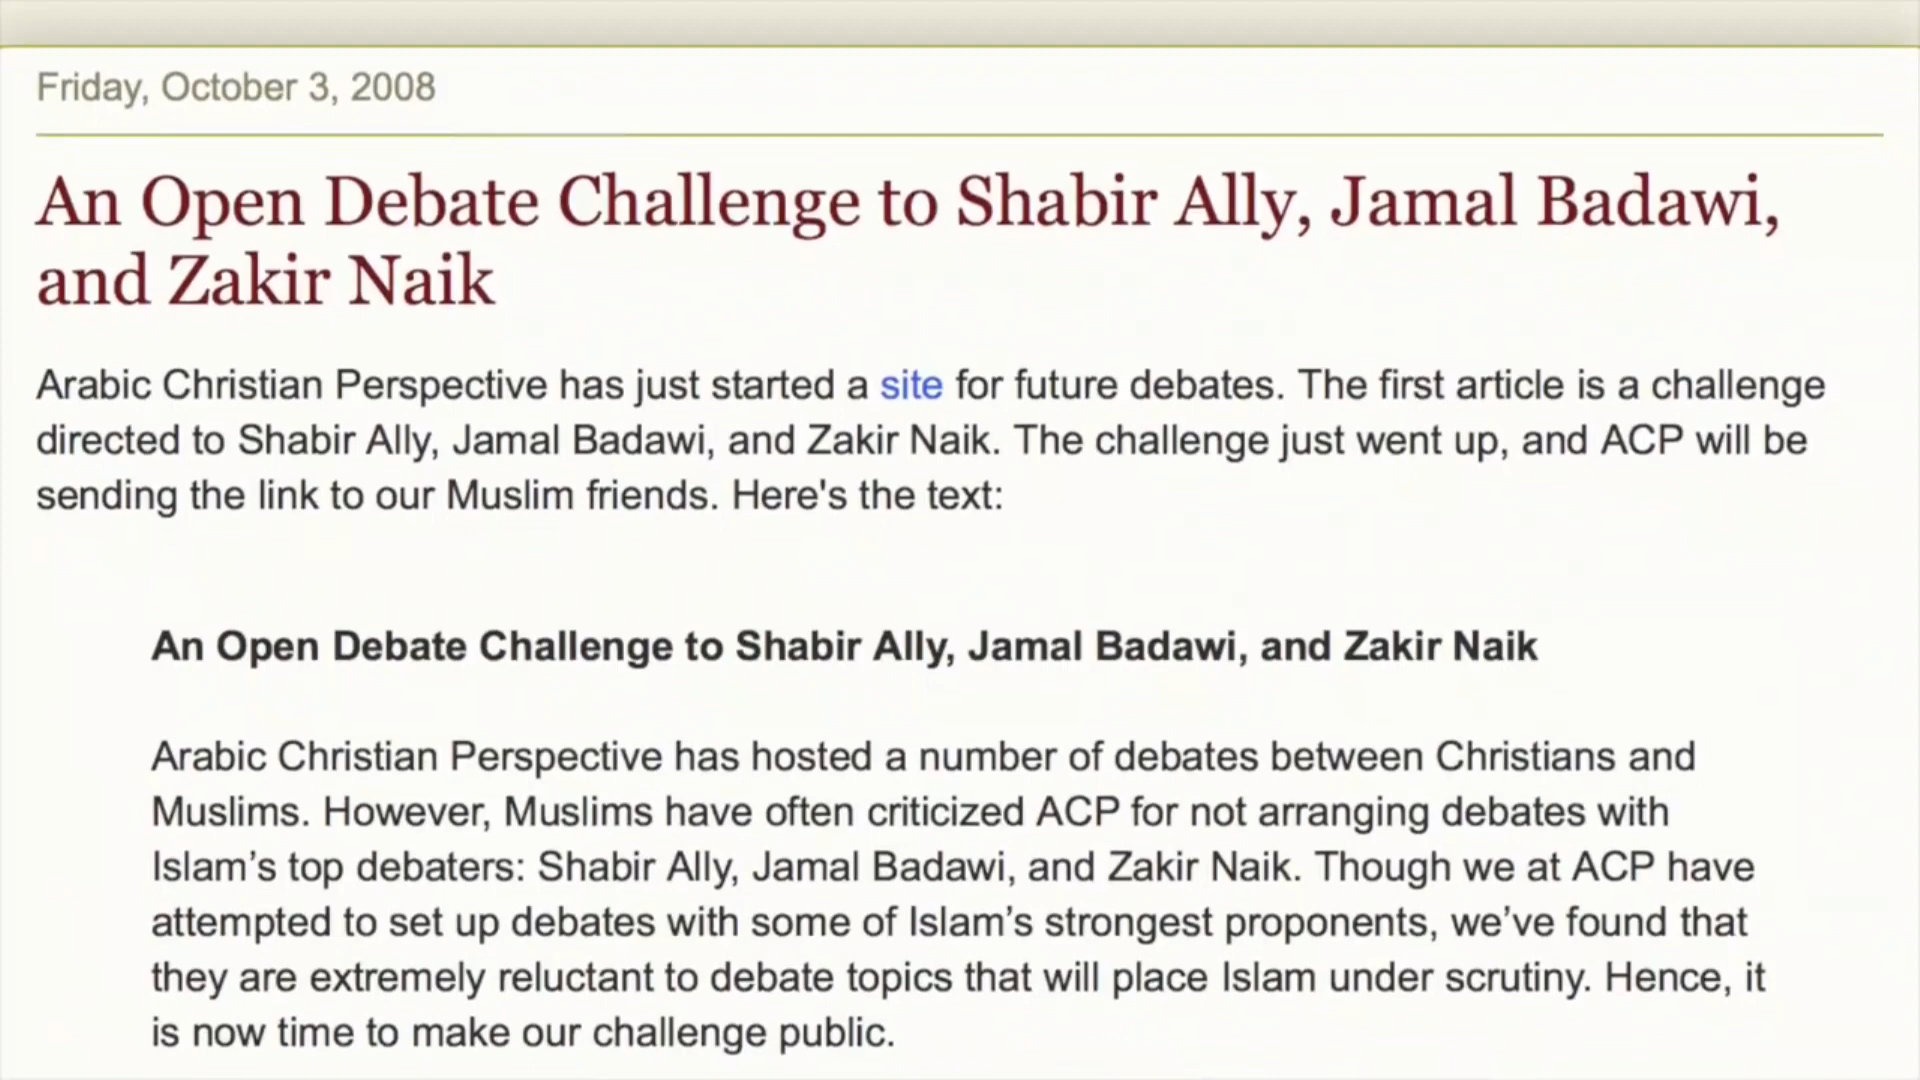 Friday, October 3, 2008
An Open Debate Challenge to Shabir Ally, Jamal Badawi,
and Zakir Naik
Arabic Christian Perspective has just started a site for future debates. The first article is a challenge
directed to Shabir Ally, Jamal Badawi, and Zakir Naik. The challenge just went up, and ACP will be
sending the link to our Muslim friends. Here's the text:
An Open Debate Challenge to Shabir Ally, Jamal Badawi, and Zakir Naik
Arabic Christian Perspective has hosted a number of debates between Christians and
Muslims. However, Muslims have often criticized ACP for not arranging debates with
Islam’s top debaters: Shabir Ally, Jamal Badawi, and Zakir Naik. Though we at ACP have
attempted to set up debates with some of Islam’s strongest proponents, we’ve found that
they are extremely reluctant to debate topics that will place Islam under scrutiny. Hence, it
is now time to make our challenge public.